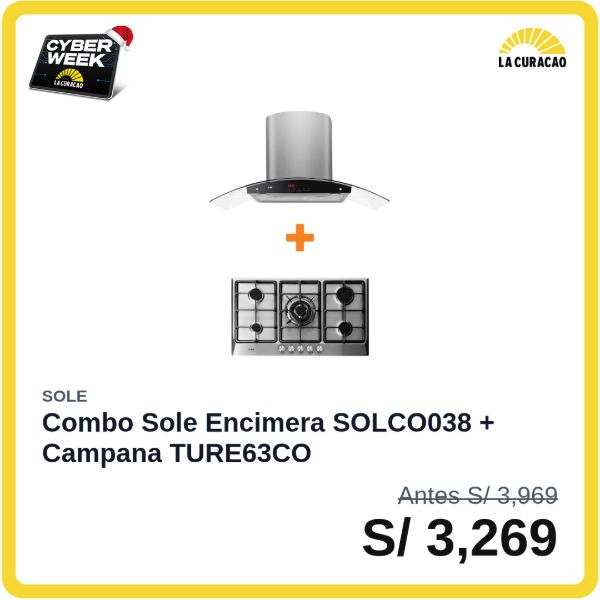 CYBER
WEEK
LA CURACAO
LA CURACAO
SOLE
Combo Sole Encimera SOLCO038 +
Campana TURE63CO
Antes S/ 3,969
S/ 3,269